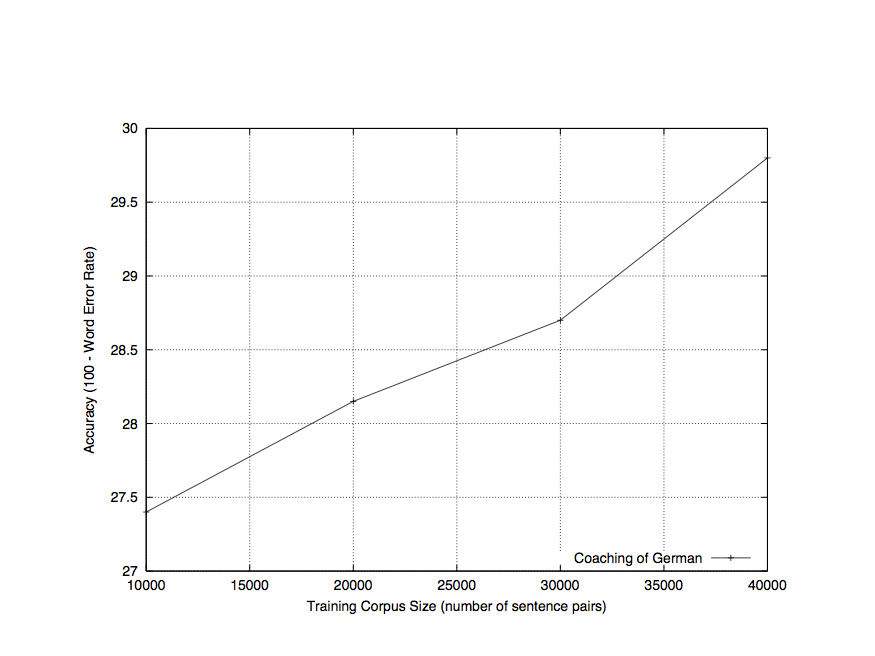 30
29.5
29
28.5
28
27.5
27
Accuracy (100 - Word Error Rate)
Coaching of German
10000 15000 20000 25000 30000 35000 40000
Training Corpus Size (number of sentence pairs)